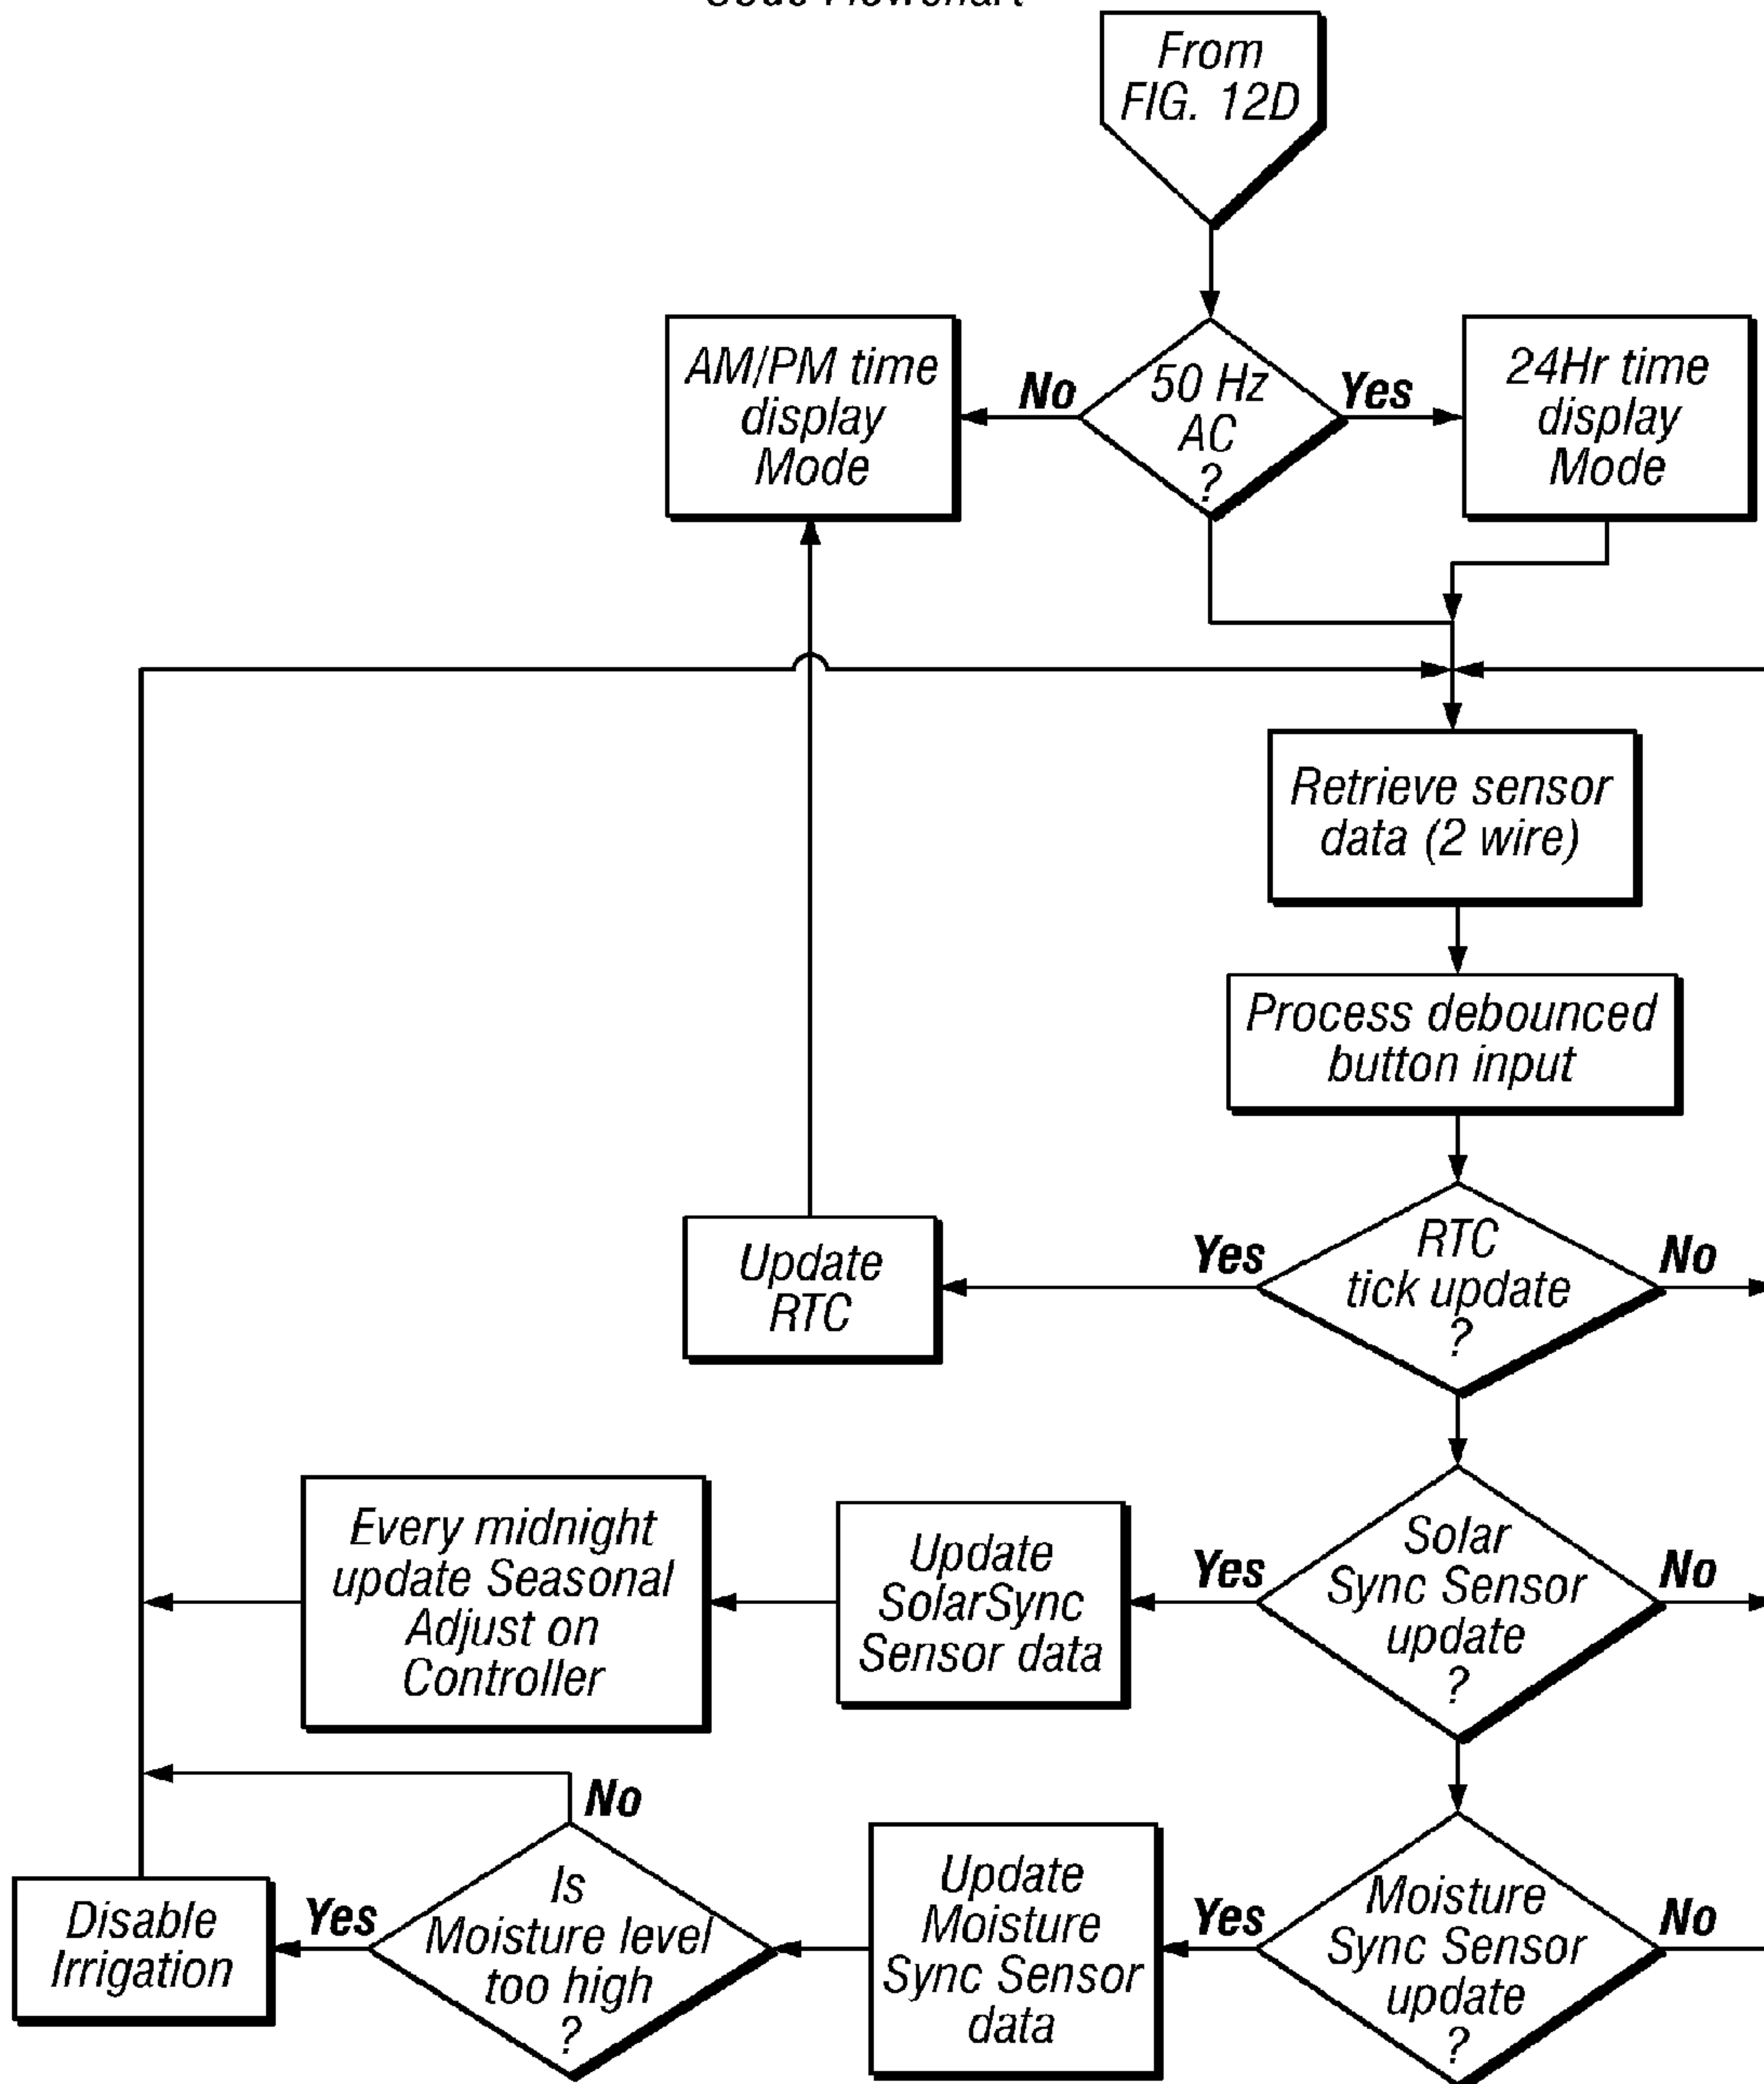 From
FIG. 12D
AM/PM time
display
Mode
No
50 Hz
AC
?
Yes
24Hr time
display
Mode
Retrieve sensor
data (2 wire)
Process debounced
button input
Update
RTC
Yes
RTC
tick update
?
No
Every midnight
update Seasonal
Adjust on
Controller
Update
SolarSync
Sensor data
Yes
Solar
Sync Sensor
update
?
No
No
Disable
Irrigation
Yes
Is
Moisture level
too high
?
Update
Moisture
Sync Sensor
data
Yes
Moisture
Sync Sensor
update
?
No